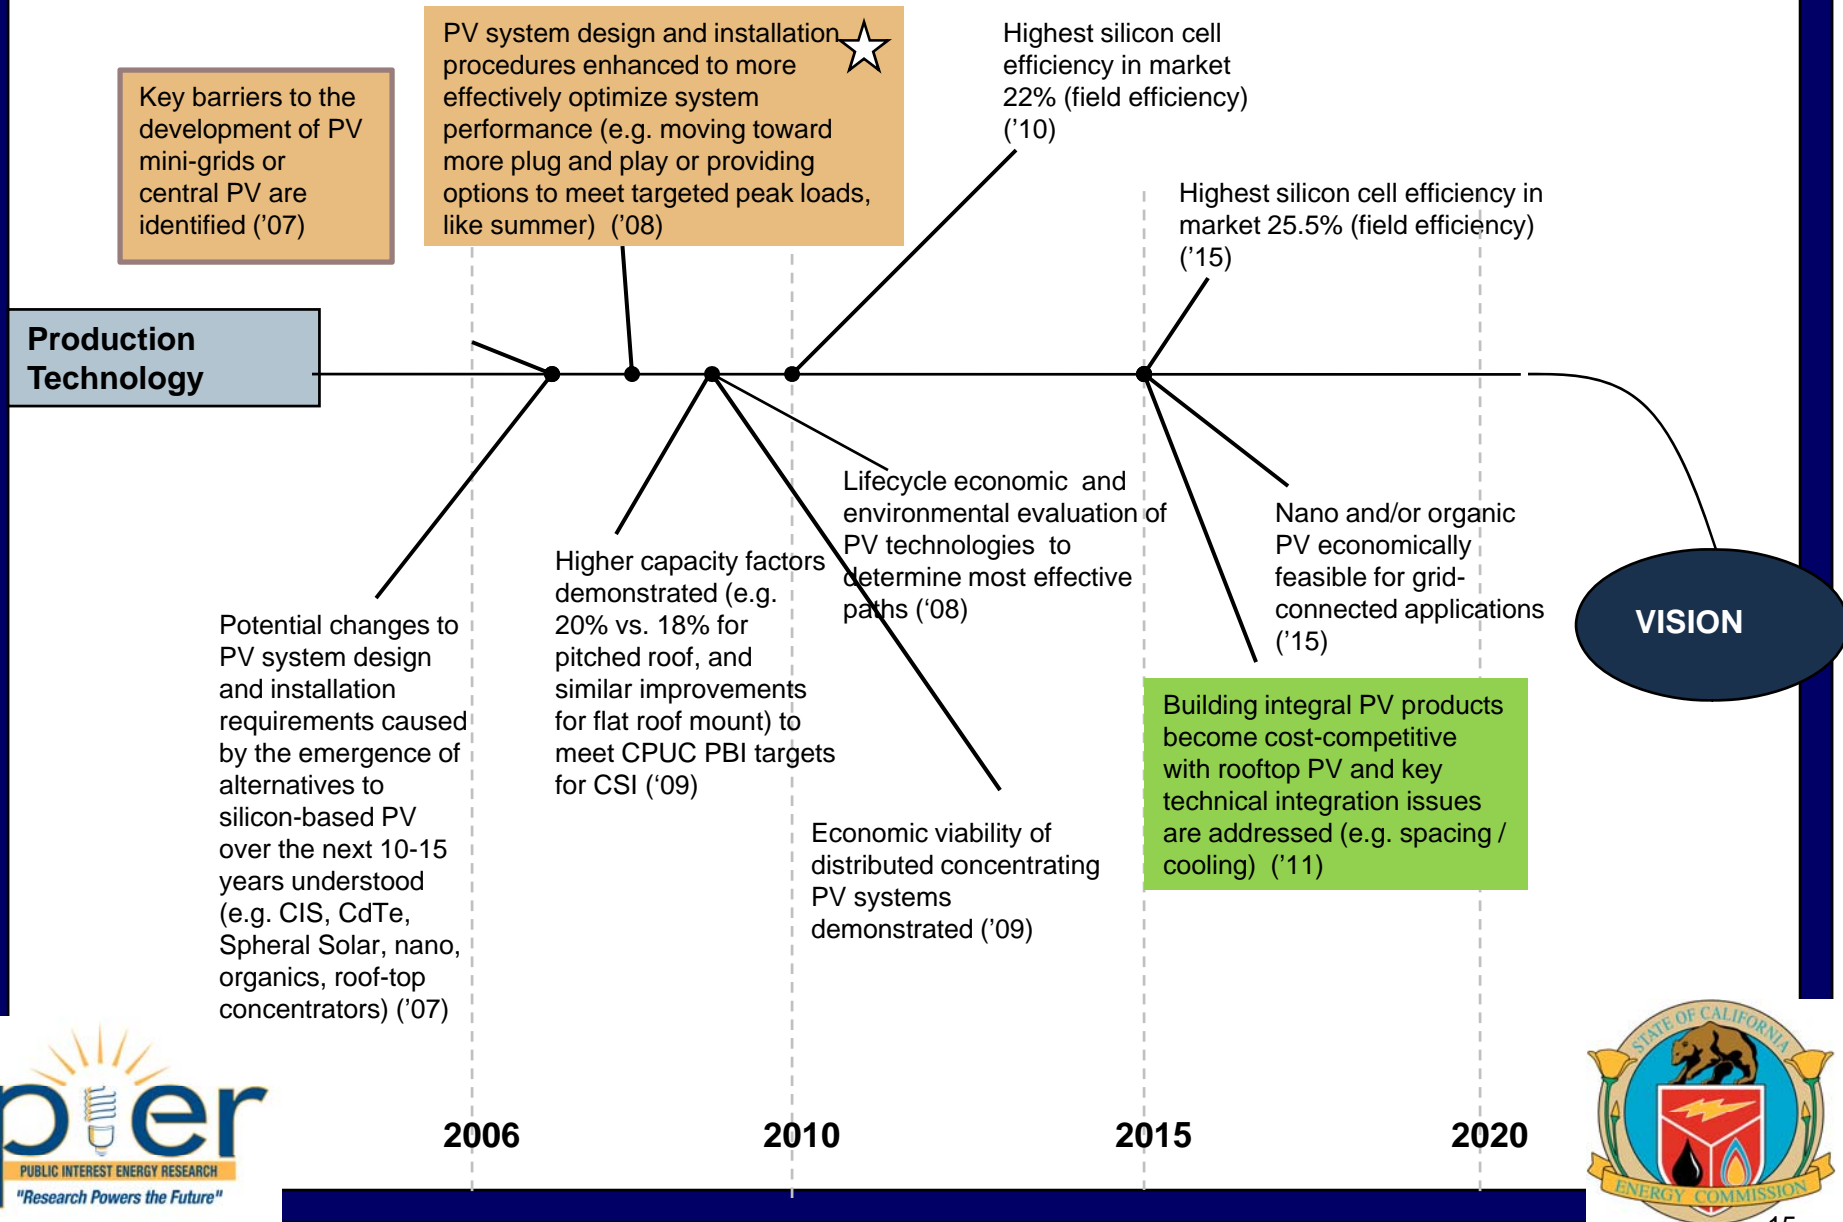 PV system design and installation
procedures enhanced to more
effectively optimize system
performance (e.g. moving toward
more plug and play or providing
options to meet targeted peak loads,
like summer)  ('08)
Highest silicon cell
efficiency in market
22% (field efficiency)
('10)
Key barriers to the
development of PV
mini-grids or
central PV are
identified ('07)
Highest silicon cell efficiency in
market 25.5% (field efficiency)
('15)
Production
Technology
Lifecycle economic  and
environmental evaluation of
PV technologies  to
determine most effective
paths ('08)
Nano and/or organic
PV economically
feasible for grid-
connected applications
('15)
Higher capacity factors
demonstrated (e.g.
20% vs. 18% for
pitched roof, and
similar improvements
for flat roof mount) to
meet CPUC PBI targets
for CSI ('09)
VISION
Potential changes to
PV system design
and installation
requirements caused
by the emergence of
alternatives to
silicon-based PV
over the next 10-15
years understood
(e.g. CIS, CdTe,
Spheral Solar, nano,
organics, roof-top
concentrators) ('07)
Building integral PV products
become cost-competitive
with rooftop PV and key
technical integration issues
are addressed (e.g. spacing /
cooling)  ('11)
Economic viability of
distributed concentrating
PV systems
demonstrated ('09)
2006
2010
2015
2020
pier
PUBLIC INTEREST ENERGY RESEARCH
"Research Powers the Future"
STATE OF CALIFORNIA
ENERGY COMMISSION
15